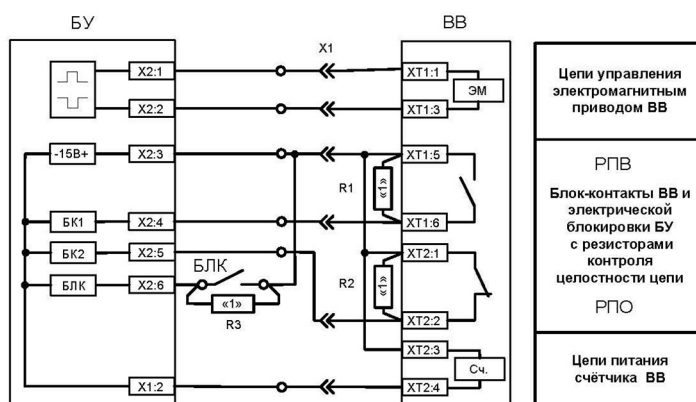 БУ
ВВ
X1
X2:1
XT1:1
ЭМ
X2:2
XT1:3
-15В+
X2:3
XT1:5
R1
«1»
БК1
X2:4
XT1:6
БК2
X2:5
XT2:1
БЛК
БЛК
X2:6
R2
«1»
«1»
R3
XT2:2
XT2:3
Сч.
X1:2
XT2:4
Цепи управления
электромагнитным
приводом ВВ
РПВ
Блок-контакты ВВ и
электрической
блокировки БУ
с резисторами
контроля
целостности цепи
РПО
Цепи питания
счётчика ВВ